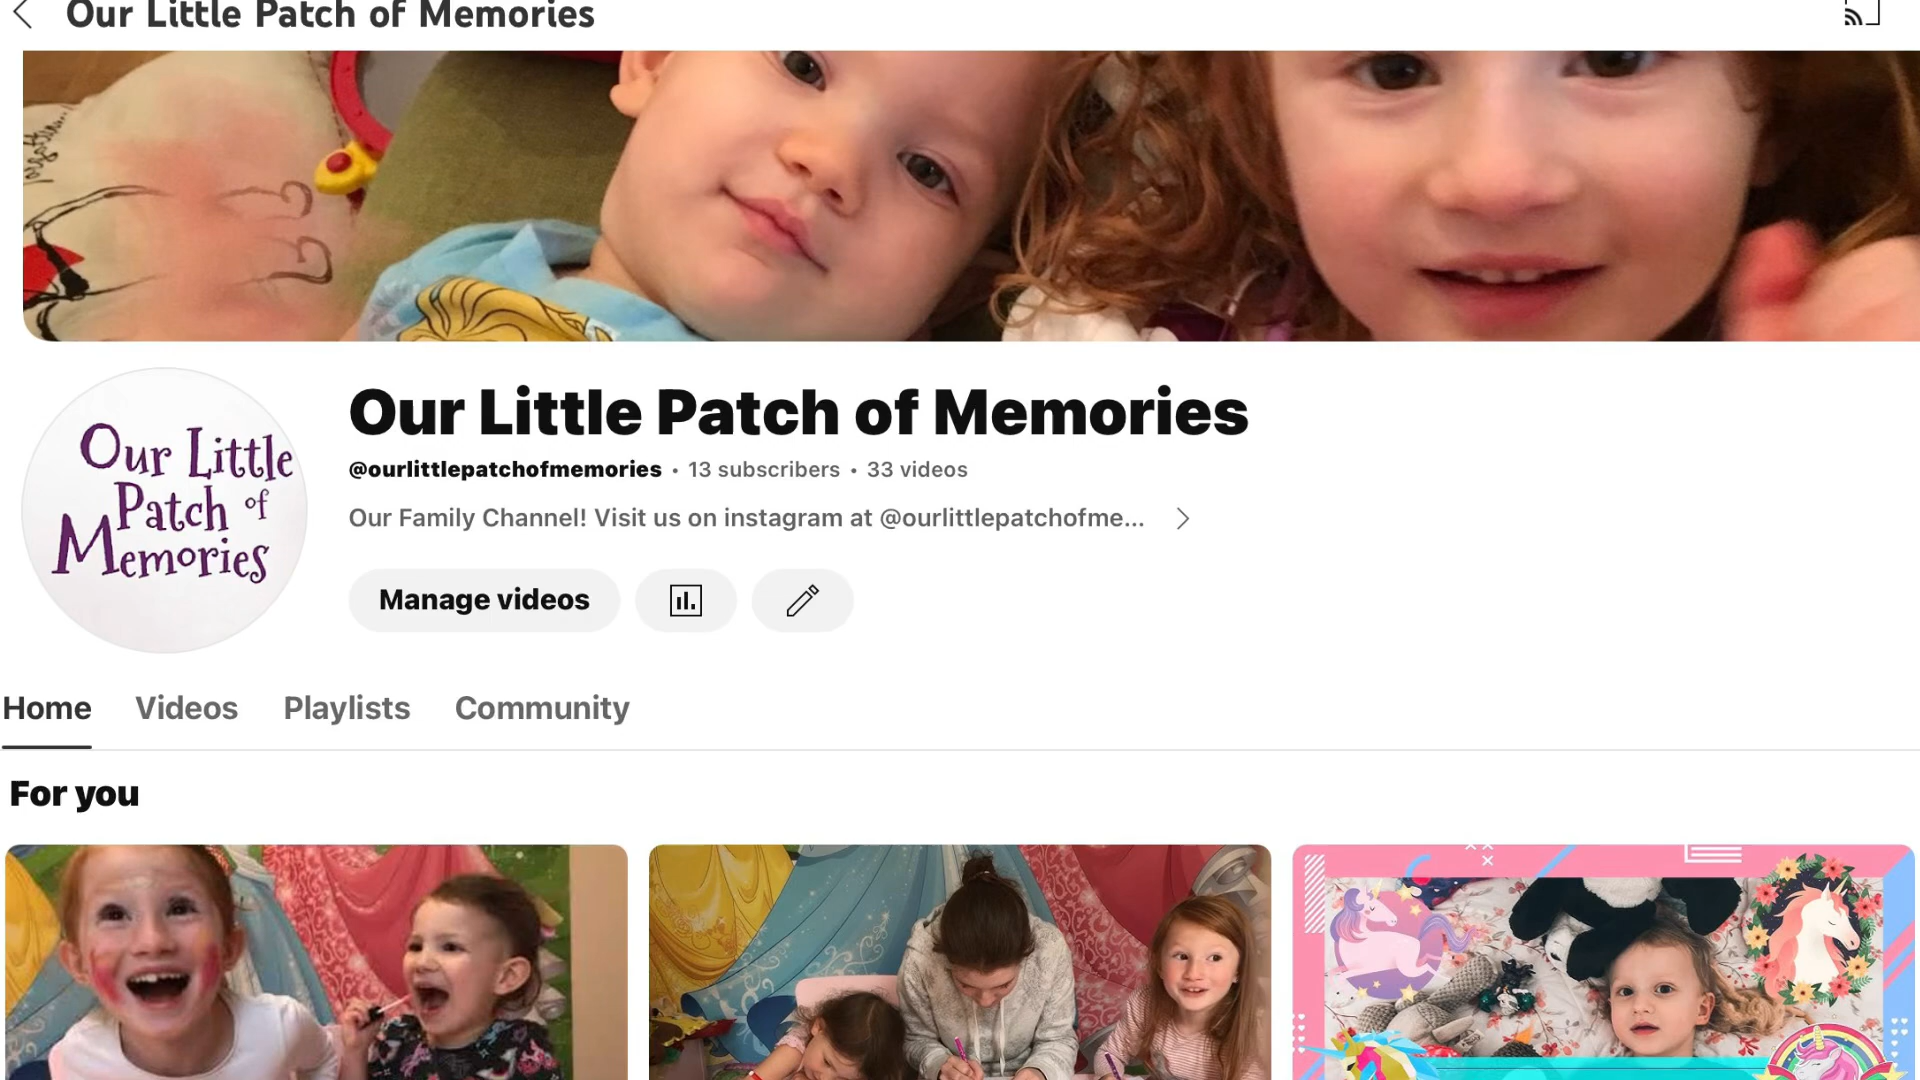 Our Little Patch of Memories
Our Little
Patch of
Memories
Our Little Patch of Memories
@ourlittlepatchofmemories • 13 subscribers • 33 videos
Our Family Channel! Visit us on instagram at @ourlittlepatchofme...
Manage videos
Home Videos Playlists Community
For you